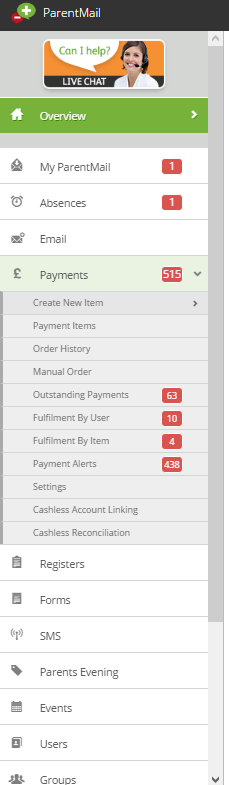 ParentMail
Can I help?
LIVE CHAT
Overview
My ParentMail 1
Absences 1
Email
£ Payments 515
Create New Item
Payment Items
Order History
Manual Order
Outstanding Payments 63
Fulfilment By User 10
Fulfilment By Item 4
Payment Alerts 438
Settings
Cashless Account Linking
Cashless Reconciliation
Registers
Forms
SMS
Parents Evening
Events
Users
Groups